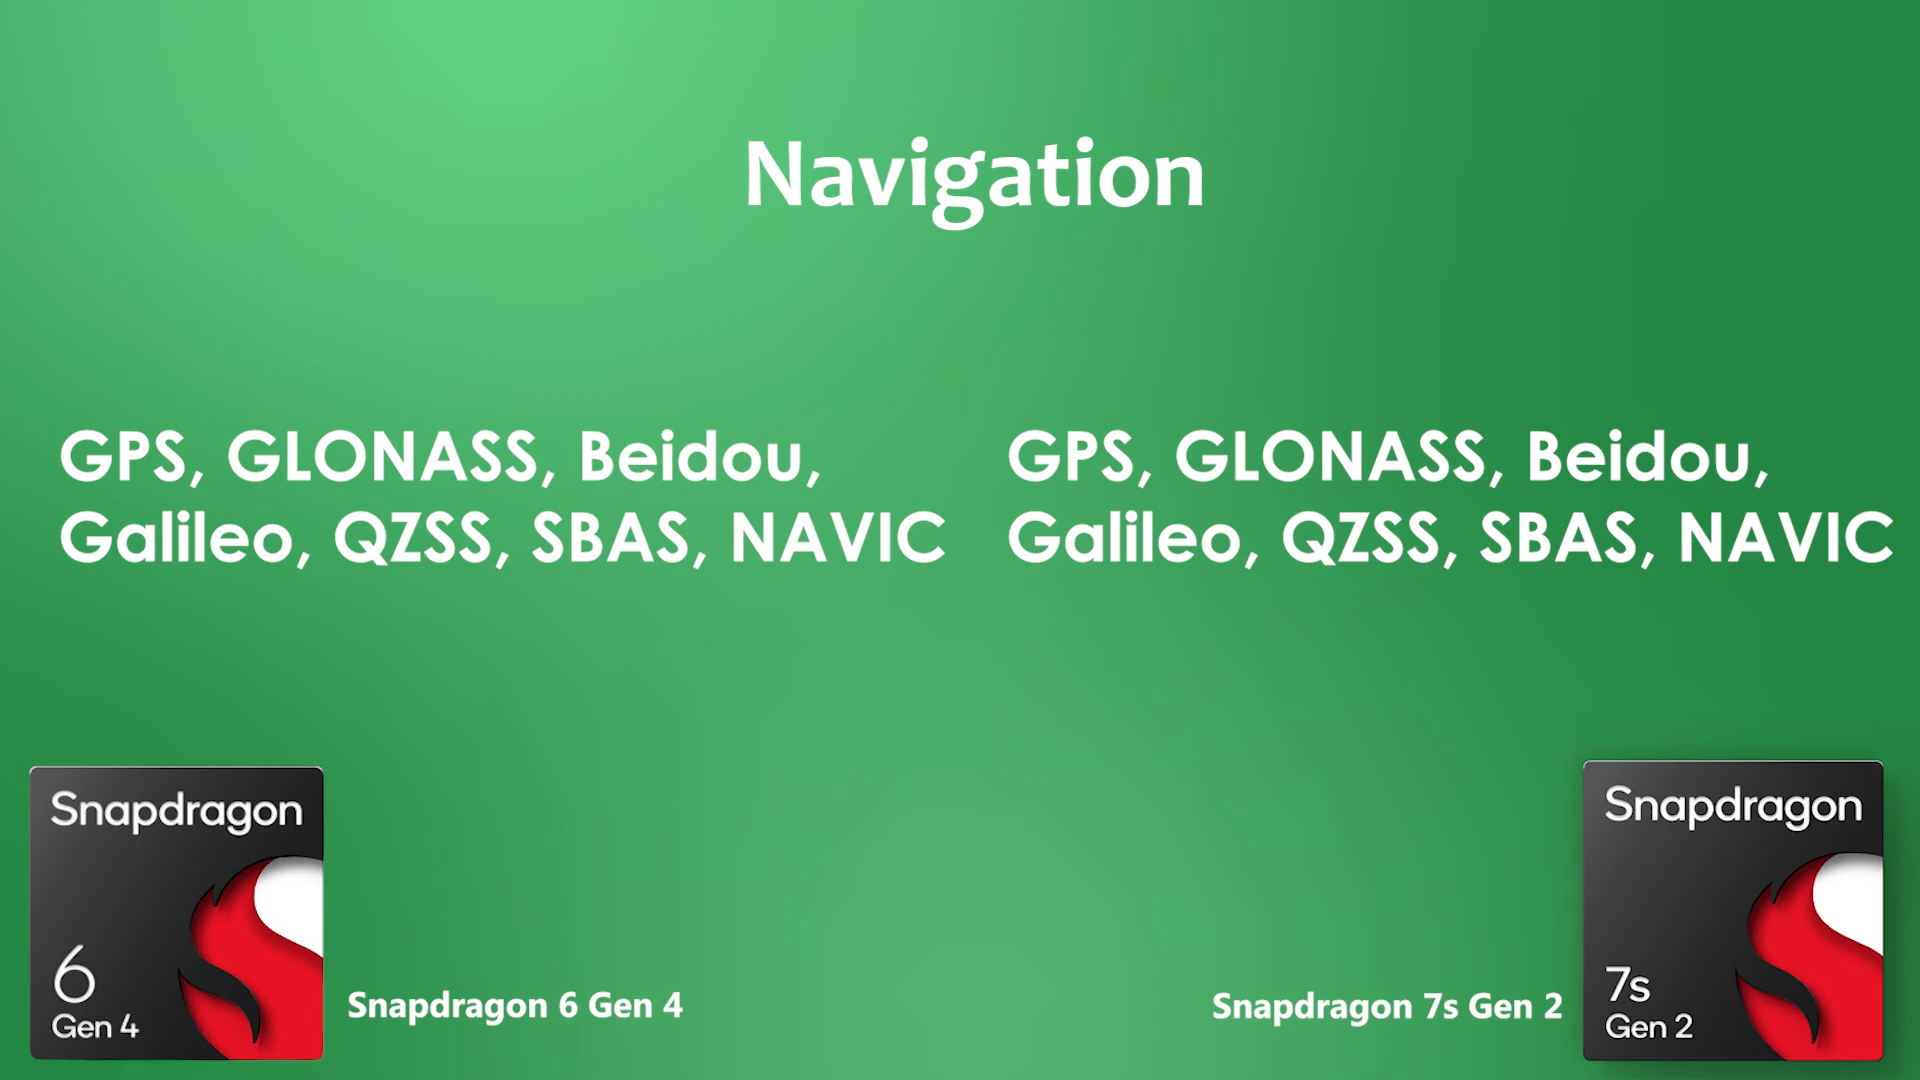 Navigation
GPS, GLONASS, Beidou,
Galileo, QZSS, SBAS, NAVIC
GPS, GLONASS, Beidou,
Galileo, QZSS, SBAS, NAVIC
Snapdragon
6
Gen 4
Snapdragon 6 Gen 4
Snapdragon 7s Gen 2
Snapdragon
7s
Gen 2